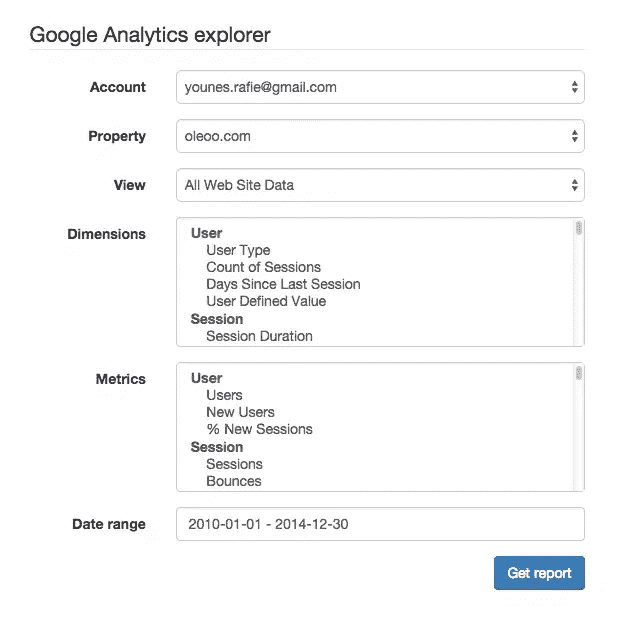 Google Analytics explorer
Account younes.rafie@gmail.com
Property oleoo.com
View All Web Site Data
Dimensions User
User Type
Count of Sessions
Days Since Last Session
User Defined Value
Session
Session Duration
Metrics User
Users
New Users
% New Sessions
Session
Sessions
Bounces
Date range 2010-01-01 - 2014-12-30
Get report